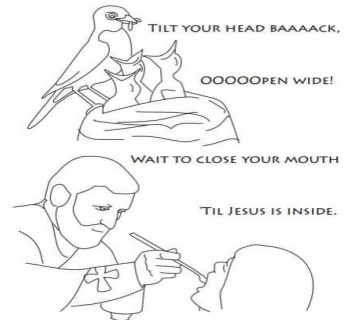 Tilt your head baaaack,
ooooopen wide!
Wait to close your mouth
'til Jesus is inside.